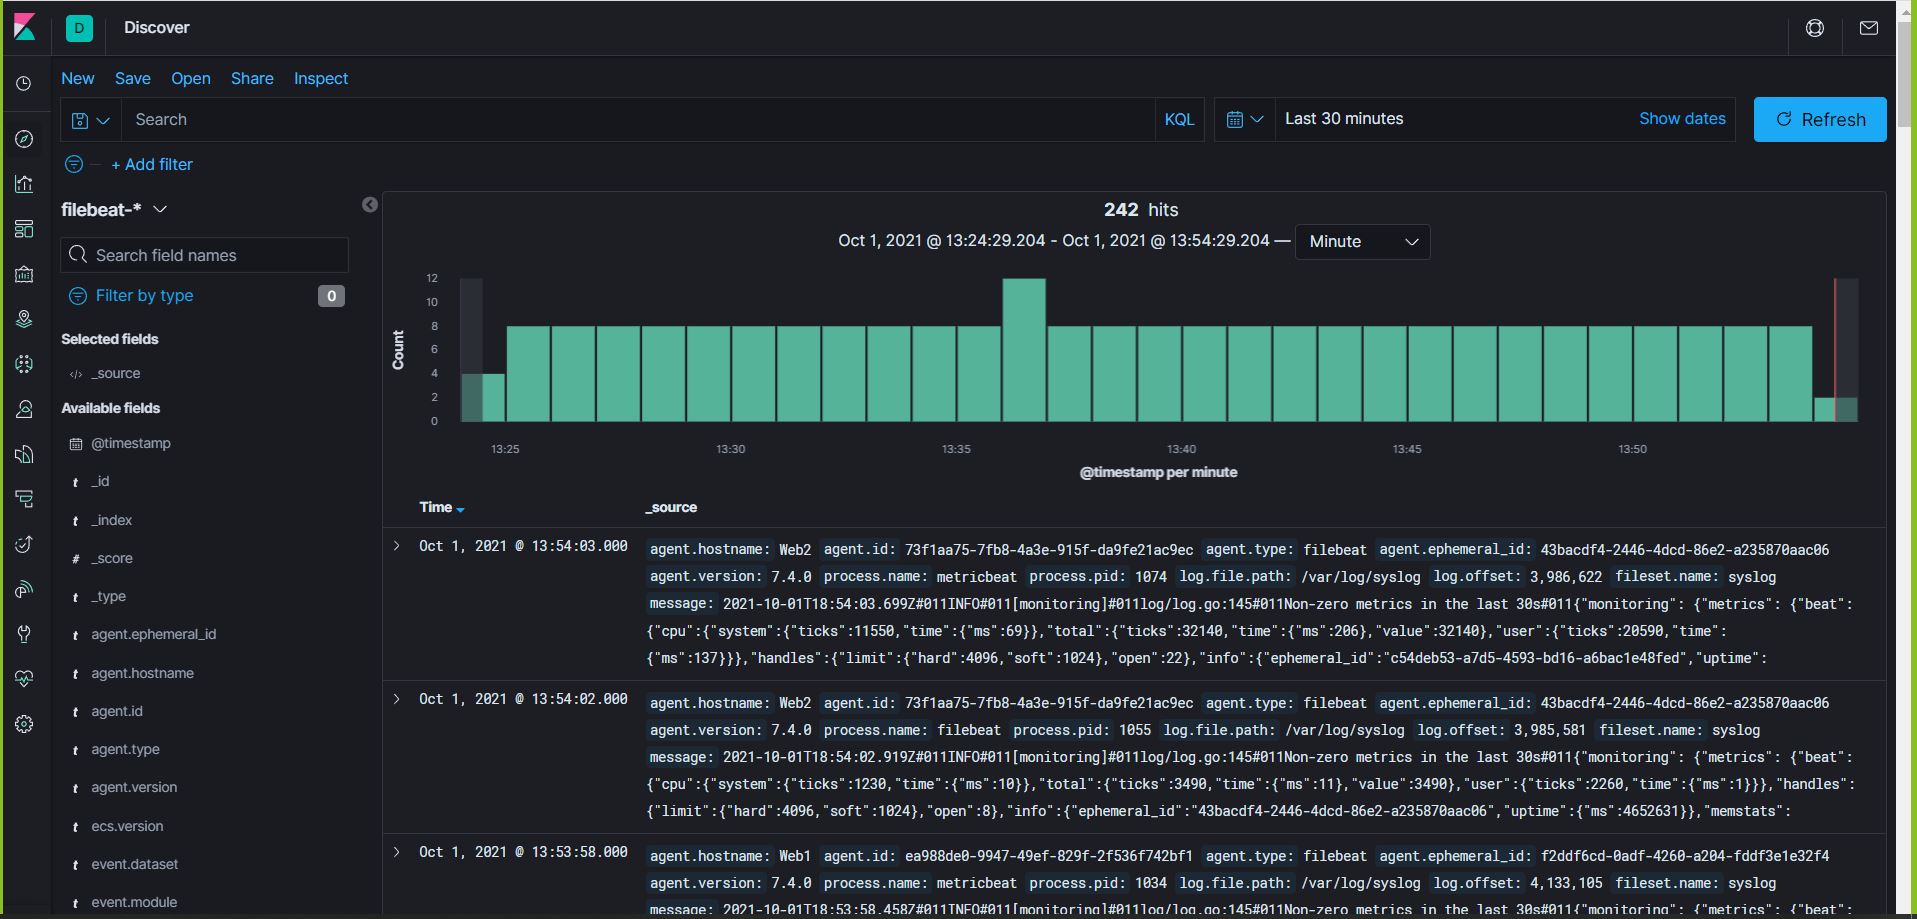 D Discover
New Save Open Share Inspect
Search KQL Last 30 minutes Show dates Refresh
+ Add filter
filebeat-*
Search field names
Filter by type 0
Selected fields
</> _source
Available fields
@timestamp
t _id
t _index
# _score
t _type
t agent.ephemeral_id
t agent.hostname
t agent.id
t agent.type
t agent.version
t ecs.version
t event.dataset
t event.module
242 hits
Oct 1, 2021 @ 13:24:29.204 - Oct 1, 2021 @ 13:54:29.204 — Minute
Count
12
10
8
6
4
2
0
13:25 13:30 13:35 13:40 13:45 13:50
@timestamp per minute
Time _source
Oct 1, 2021 @ 13:54:03.000 agent.hostname: Web2 agent.id: 73f1aa75-7fb8-4a3e-915f-da9fe21ac9ec agent.type: filebeat agent.ephemeral_id: 43bacdf4-2446-4dcd-86e2-a235870aac06
agent.version: 7.4.0 process.name: metricbeat process.pid: 1074 log.file.path: /var/log/syslog log.offset: 3,986,622 fileset.name: syslog
message: 2021-10-01T18:54:03.699Z#011INFO#011[monitoring]#011log/log.go:145#011Non-zero metrics in the last 30s#011{"monitoring": {"metrics": {"beat":
{"cpu":{"system":{"ticks":11550,"time":{"ms":69}},"total":{"ticks":32140,"time":{"ms":206},"value":32140},"user":{"ticks":20590,"time":
{"ms":137}}},"handles":{"limit":{"hard":4096,"soft":1024},"open":22},"info":{"ephemeral_id":"c54deb53-a7d5-4593-bd16-a6bac1e48fed","uptime":
Oct 1, 2021 @ 13:54:02.000 agent.hostname: Web2 agent.id: 73f1aa75-7fb8-4a3e-915f-da9fe21ac9ec agent.type: filebeat agent.ephemeral_id: 43bacdf4-2446-4dcd-86e2-a235870aac06
agent.version: 7.4.0 process.name: filebeat process.pid: 1055 log.file.path: /var/log/syslog log.offset: 3,985,581 fileset.name: syslog
message: 2021-10-01T18:54:02.919Z#011INFO#011[monitoring]#011log/log.go:145#011Non-zero metrics in the last 30s#011{"monitoring": {"metrics": {"beat":
{"cpu":{"system":{"ticks":1230,"time":{"ms":10}},"total":{"ticks":3490,"time":{"ms":11},"value":3490},"user":{"ticks":2260,"time":{"ms":1}}},"handles":
{"limit":{"hard":4096,"soft":1024},"open":8},"info":{"ephemeral_id":"43bacdf4-2446-4dcd-86e2-a235870aac06","uptime":{"ms":4652631}},"memstats":
Oct 1, 2021 @ 13:53:58.000 agent.hostname: Web1 agent.id: ea988de0-9947-49ef-829f-2f536f742bf1 agent.type: filebeat agent.ephemeral_id: f2ddf6cd-0adf-4260-a204-fddf3e1e32f4
agent.version: 7.4.0 process.name: metricbeat process.pid: 1034 log.file.path: /var/log/syslog log.offset: 4,133,105 fileset.name: syslog
message: 2021-10-01T18:53:58.458Z#011INFO#011[monitoring]#011log/log.go:145#011Non-zero metrics in the last 30s#011{"monitoring": {"metrics": {"beat":